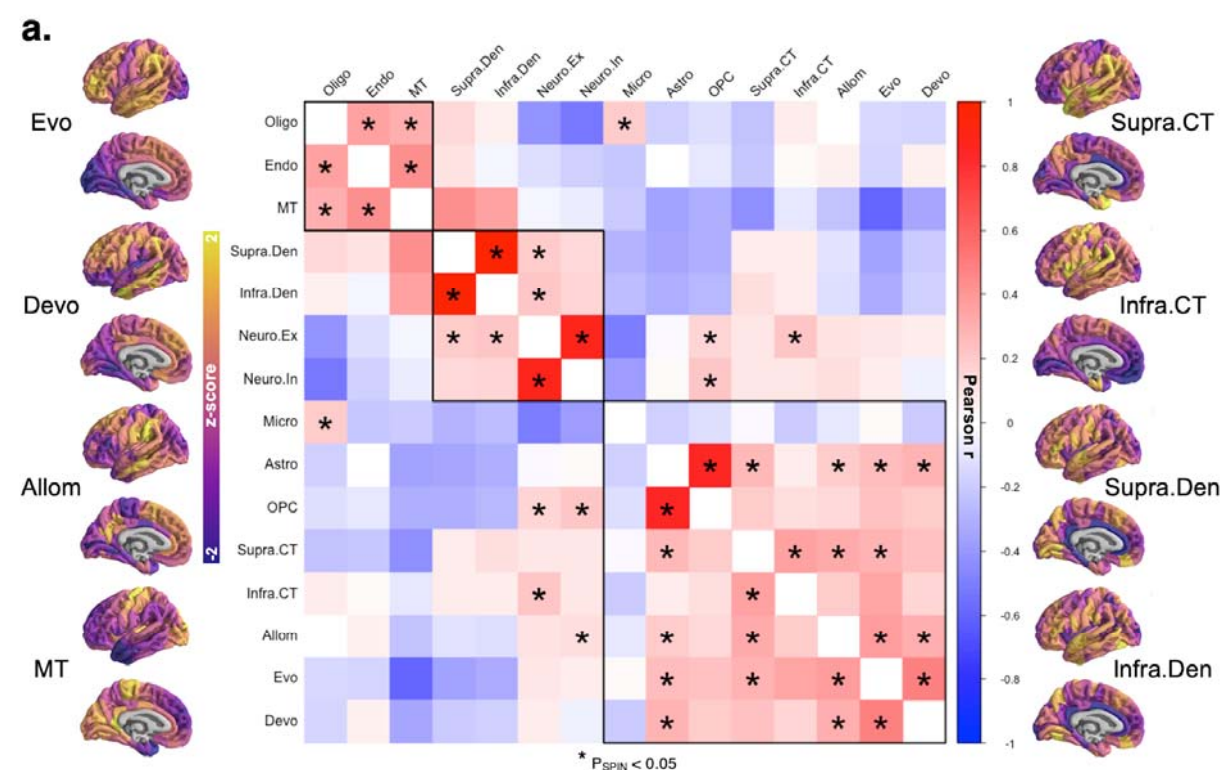 a.
Evo
Devo
Allom
MT
2
z-score
-2
Oligo
Endo
MT
Supra.Den
Infra.Den
Neuro.Ex
Neuro.In
Micro
Astro
OPC
Supra.CT
Infra.CT
Allom
Evo
Devo
Oligo * * *
Endo * *
MT * *
Supra.Den * *
Infra.Den * *
Neuro.Ex * * * * *
Neuro.In * *
Micro *
Astro * * * * *
OPC * * *
Supra.CT * * * *
Infra.CT * *
Allom * * * * *
Evo * * * *
Devo * * *
* PSPIN < 0.05
1
0.8
0.6
0.4
0.2
0
-0.2
-0.4
-0.6
-0.8
-1
Pearson r
Supra.CT
Infra.CT
Supra.Den
Infra.Den